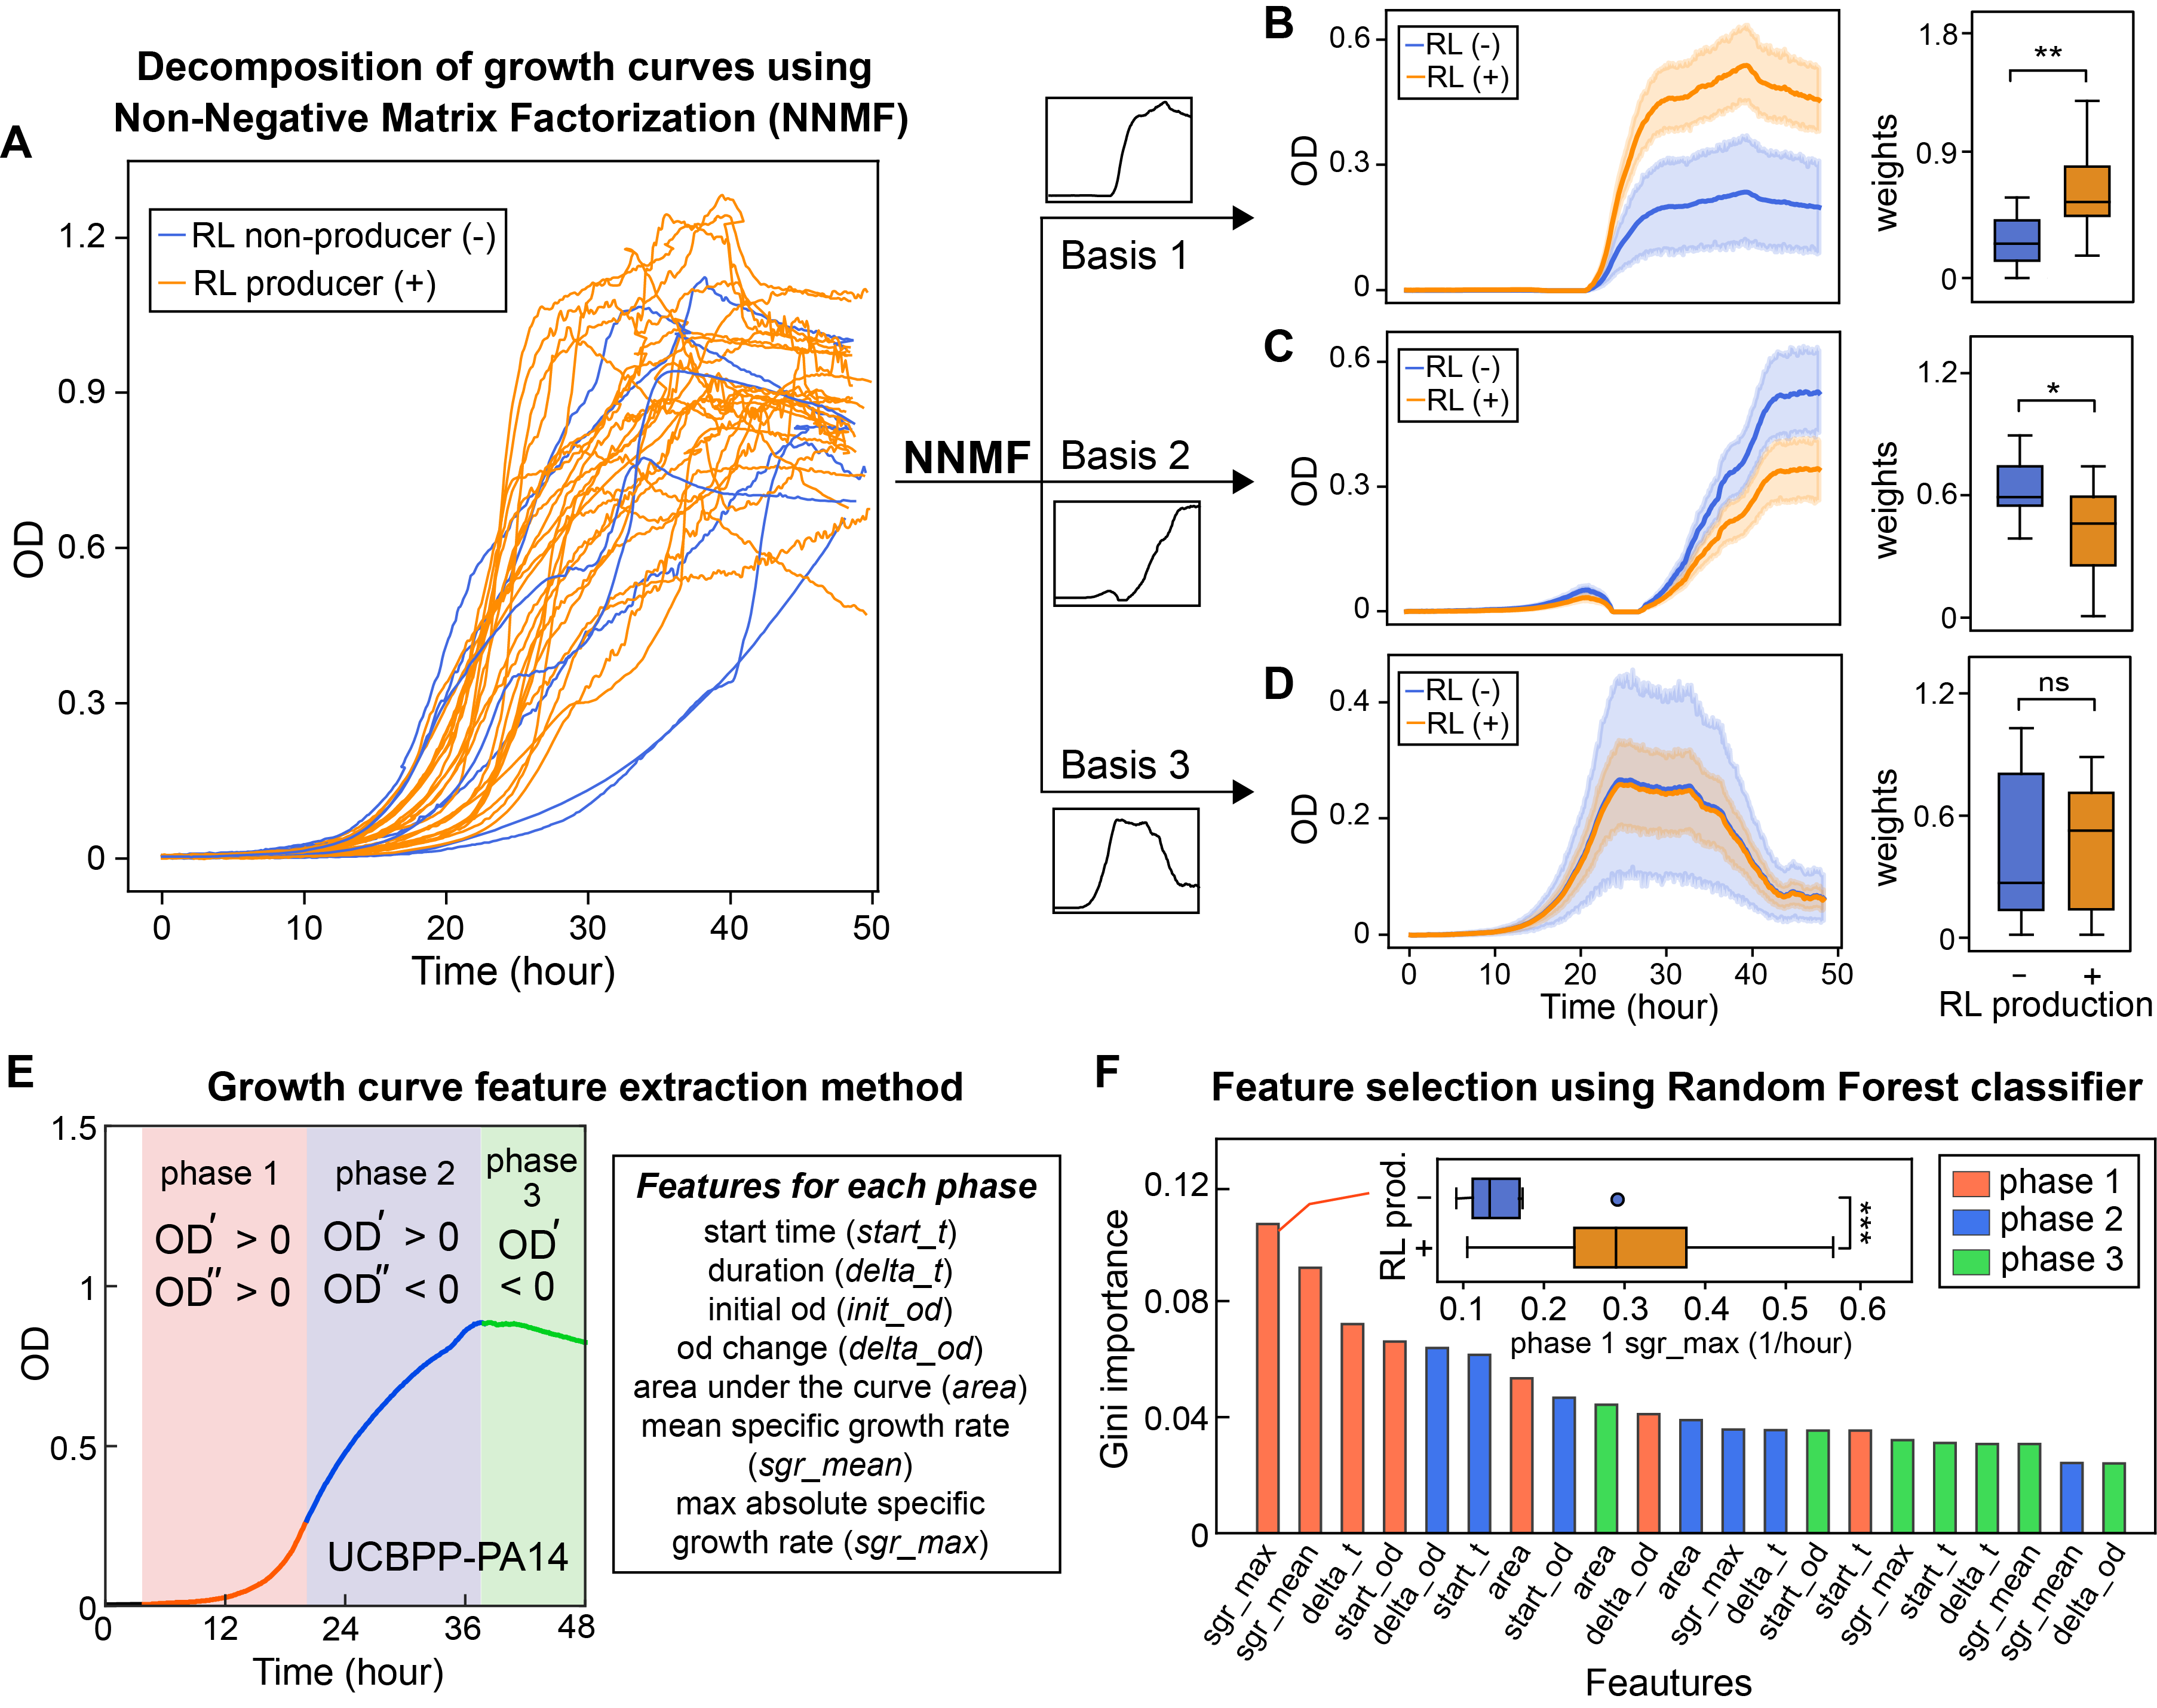 Decomposition of growth curves using
Non-Negative Matrix Factorization (NNMF)
A
RL non-producer (-)
RL producer (+)
1.2
0.9
0.6
0.3
0
OD
0
10
20
30
40
50
Time (hour)
NNMF
Basis 1
Basis 2
Basis 3
B
RL (-)
RL (+)
0.6
0.3
0
OD
1.8
0.9
0
weights
**
C
RL (-)
RL (+)
0.6
0.3
0
OD
1.2
0.6
0
weights
*
D
RL (-)
RL (+)
0.4
0.2
0
OD
0
10
20
30
40
50
Time (hour)
1.2
0.6
0
weights
ns
− +
RL production
E
Growth curve feature extraction method
1.5
1
0.5
0
OD
phase 1
OD′ > 0
OD″ > 0
phase 2
OD′ > 0
OD″ < 0
phase
3
OD′
< 0
UCBPP-PA14
0
12
24
36
48
Time (hour)
Features for each phase
start time (start_t)
duration (delta_t)
initial od (init_od)
od change (delta_od)
area under the curve (area)
mean specific growth rate
(sgr_mean)
max absolute specific
growth rate (sgr_max)
F
Feature selection using Random Forest classifier
0.12
0.08
0.04
0
Gini importance
RL prod.
−
+
***
0.1
0.2
0.3
0.4
0.5
0.6
phase 1 sgr_max (1/hour)
phase 1
phase 2
phase 3
sgr_max
sgr_mean
delta_t
start_od
delta_od
start_t
area
start_od
area
delta_od
area
sgr_max
delta_t
start_od
start_t
sgr_max
start_t
delta_t
sgr_mean
sgr_mean
delta_od
Feautures